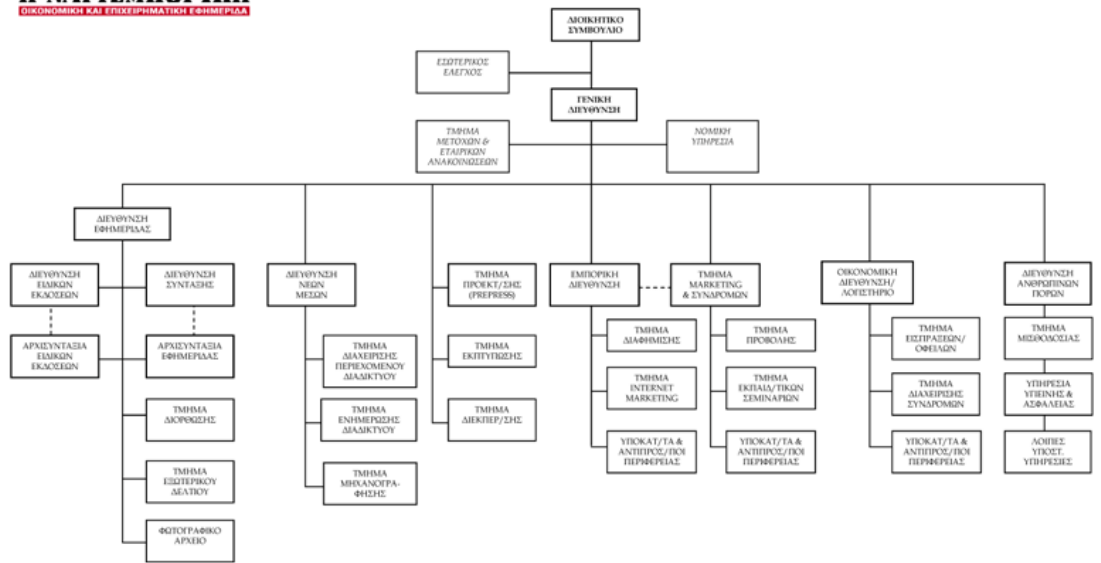 ΟΙΚΟΝΟΜΙΚΗ ΚΑΙ ΕΠΙΧΕΙΡΗΜΑΤΙΚΗ ΕΦΗΜΕΡΙΔΑ
ΔΙΟΙΚΗΤΙΚΟ
ΣΥΜΒΟΥΛΙΟ
ΕΣΩΤΕΡΙΚΟΣ
ΕΛΕΓΧΟΣ
ΓΕΝΙΚΗ
ΔΙΕΥΘΥΝΣΗ
ΤΜΗΜΑ
ΜΕΤΟΧΩΝ &
ΕΤΑΙΡΙΚΩΝ
ΑΝΑΚΟΙΝΩΣΕΩΝ
ΝΟΜΙΚΗ
ΥΠΗΡΕΣΙΑ
ΔΙΕΥΘΥΝΣΗ
ΕΦΗΜΕΡΙΔΑΣ
ΔΙΕΥΘΥΝΣΗ
ΕΙΔΙΚΩΝ
ΕΚΔΟΣΕΩΝ
ΔΙΕΥΘΥΝΣΗ
ΣΥΝΤΑΞΗΣ
ΑΡΧΙΣΥΝΤΑΞΙΑ
ΕΙΔΙΚΩΝ
ΕΚΔΟΣΕΩΝ
ΑΡΧΙΣΥΝΤΑΞΙΑ
ΕΦΗΜΕΡΙΔΑΣ
ΤΜΗΜΑ
ΔΙΟΡΘΩΣΗΣ
ΤΜΗΜΑ
ΕΞΩΤΕΡΙΚΟΥ
ΔΕΛΤΙΟΥ
ΦΩΤΟΓΡΑΦΙΚΟ
ΑΡΧΕΙΟ
ΔΙΕΥΘΥΝΣΗ
ΝΕΩΝ
ΜΕΣΩΝ
ΤΜΗΜΑ
ΔΙΑΧΕΙΡΙΣΗΣ
ΠΕΡΙΕΧΟΜΕΝΟΥ
ΔΙΑΔΙΚΤΥΟΥ
ΤΜΗΜΑ
ΕΝΗΜΕΡΩΣΗΣ
ΔΙΑΔΙΚΤΥΟΥ
ΤΜΗΜΑ
ΜΗΧΑΝΟΓΡΑ-
ΦΗΣΗΣ
ΤΜΗΜΑ
ΠΡΟΕΚΤ/ΣΗΣ
(PREPRESS)
ΤΜΗΜΑ
ΕΚΤΥΠΩΣΗΣ
ΤΜΗΜΑ
ΔΙΕΚΠΕΡ/ΣΗΣ
ΕΜΠΟΡΙΚΗ
ΔΙΕΥΘΥΝΣΗ
ΤΜΗΜΑ
ΔΙΑΦΗΜΙΣΗΣ
ΤΜΗΜΑ
INTERNET
MARKETING
ΥΠΟΚΑΤ/ΤΑ &
ΑΝΤΙΠΡΟΣ/ΠΟΙ
ΠΕΡΙΦΕΡΕΙΑΣ
ΤΜΗΜΑ
MARKETING
& ΣΥΝΔΡΟΜΩΝ
ΤΜΗΜΑ
ΠΡΟΒΟΛΗΣ
ΤΜΗΜΑ
ΕΚΠΑΙΔ/ΤΙΚΩΝ
ΣΕΜΙΝΑΡΙΩΝ
ΥΠΟΚΑΤ/ΤΑ &
ΑΝΤΙΠΡΟΣ/ΠΟΙ
ΠΕΡΙΦΕΡΕΙΑΣ
ΟΙΚΟΝΟΜΙΚΗ
ΔΙΕΥΘΥΝΣΗ/
ΛΟΓΙΣΤΗΡΙΟ
ΤΜΗΜΑ
ΕΙΣΠΡΑΞΕΩΝ/
ΟΦΕΙΛΩΝ
ΤΜΗΜΑ
ΔΙΑΧΕΙΡΙΣΗΣ
ΣΥΝΔΡΟΜΩΝ
ΥΠΟΚΑΤ/ΤΑ &
ΑΝΤΙΠΡΟΣ/ΠΟΙ
ΠΕΡΙΦΕΡΕΙΑΣ
ΔΙΕΥΘΥΝΣΗ
ΑΝΘΡΩΠΙΝΩΝ
ΠΟΡΩΝ
ΤΜΗΜΑ
ΜΙΣΘΟΔΟΣΙΑΣ
ΥΠΗΡΕΣΙΑ
ΥΓΙΕΙΝΗΣ &
ΑΣΦΑΛΕΙΑΣ
ΛΟΙΠΕΣ
ΥΠΟΣΤ.
ΥΠΗΡΕΣΙΕΣ